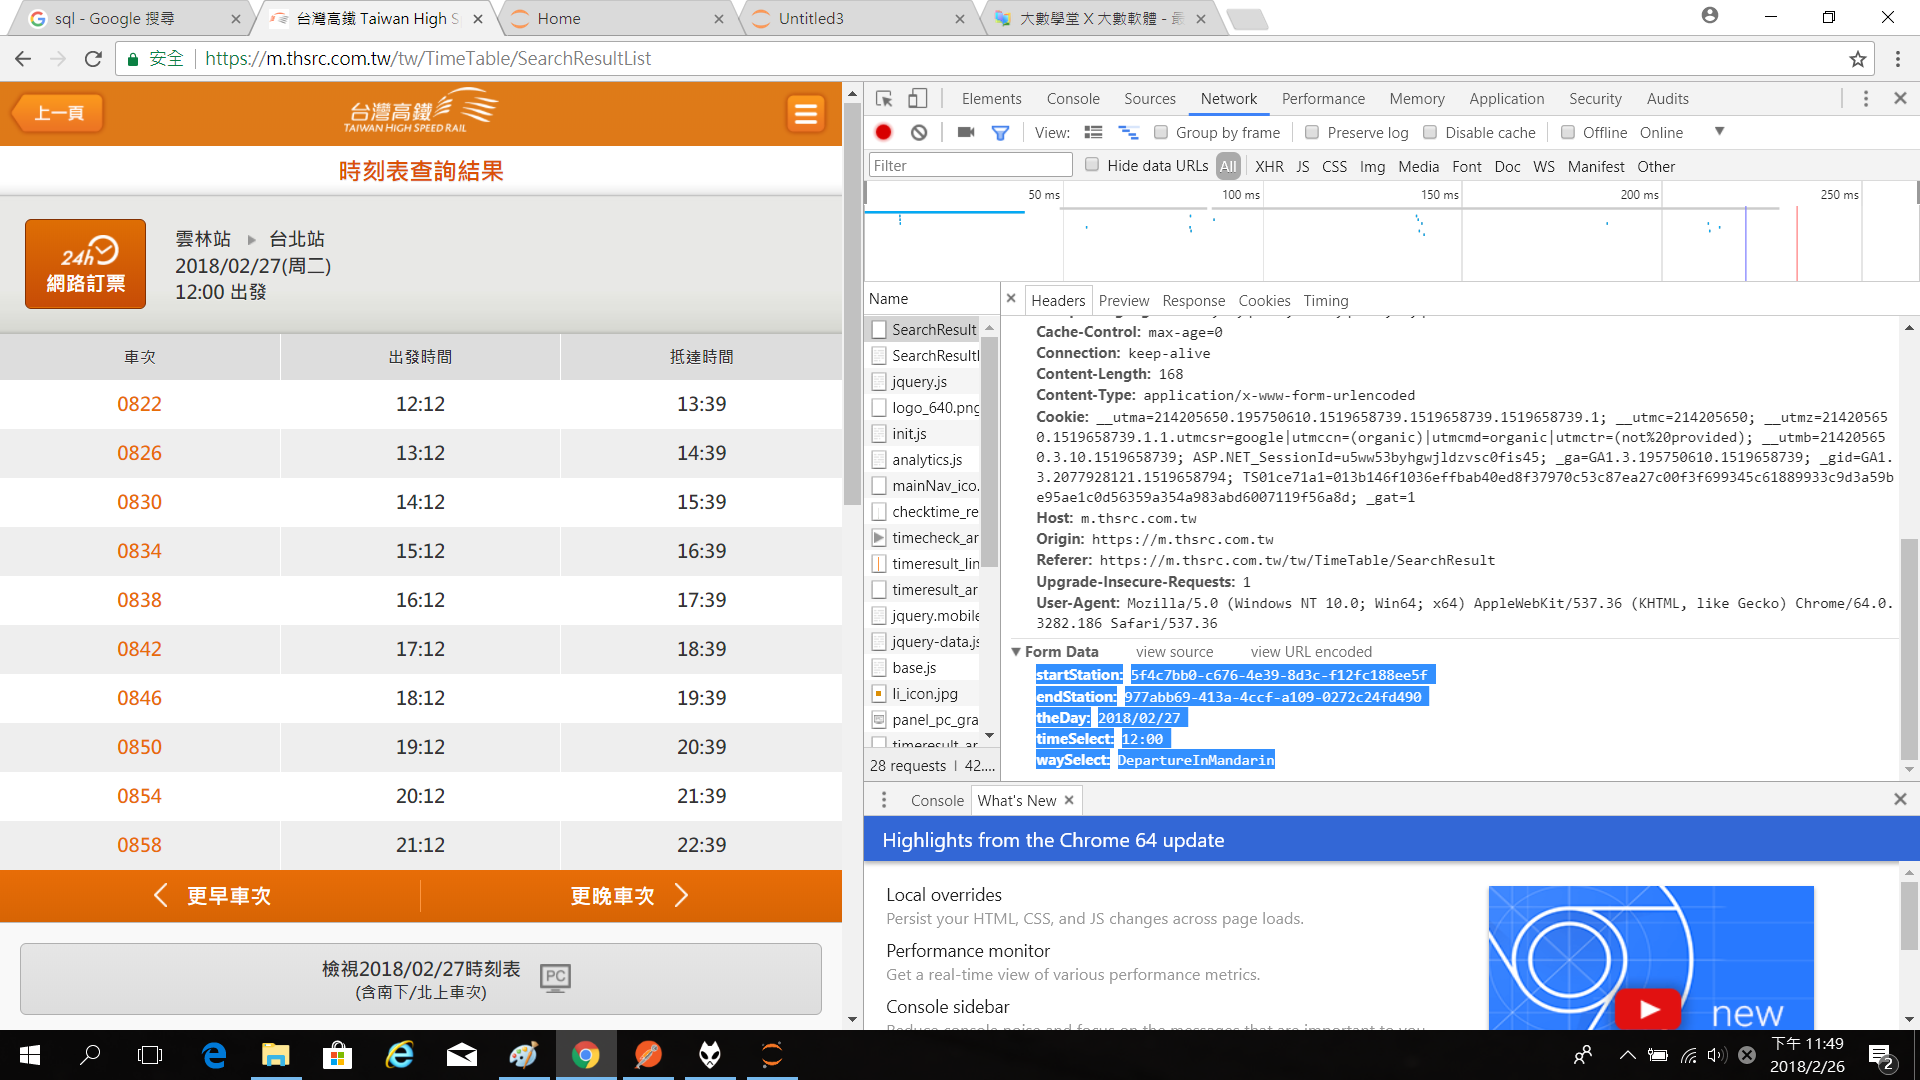 sql - Google 搜尋
台灣高鐵 Taiwan High S
Home
Untitled3
大數學堂 X 大數軟體 - 最
安全
https://m.thsrc.com.tw/tw/TimeTable/SearchResultList
上一頁
台灣高鐵
TAIWAN HIGH SPEED RAIL
時刻表查詢結果
24h
網路訂票
雲林站 台北站
2018/02/27(周二)
12:00 出發
車次 出發時間 抵達時間
0822 12:12 13:39
0826 13:12 14:39
0830 14:12 15:39
0834 15:12 16:39
0838 16:12 17:39
0842 17:12 18:39
0846 18:12 19:39
0850 19:12 20:39
0854 20:12 21:39
0858 21:12 22:39
更早車次 更晚車次
檢視2018/02/27時刻表
(含南下/北上車次)
PC
Elements Console Sources Network Performance Memory Application Security Audits
View: Group by frame Preserve log Disable cache Offline Online
Filter Hide data URLs All XHR JS CSS Img Media Font Doc WS Manifest Other
50 ms 100 ms 150 ms 200 ms 250 ms
Name
SearchResult
SearchResultI
jquery.js
logo_640.png
init.js
analytics.js
mainNav_ico.
checktime_re
timecheck_ar
timeresult_lin
timeresult_ar
jquery.mobile
jquery-data.js
base.js
li_icon.jpg
panel_pc_gra
timeresult_ar
28 requests | 42....
Headers Preview Response Cookies Timing
Cache-Control: max-age=0
Connection: keep-alive
Content-Length: 168
Content-Type: application/x-www-form-urlencoded
Cookie: __utma=214205650.195750610.1519658739.1519658739.1519658739.1; __utmc=214205650; __utmz=21420565
0.1519658739.1.1.utmcsr=google|utmccn=(organic)|utmcmd=organic|utmctr=(not%20provided); __utmb=21420565
0.3.10.1519658739; ASP.NET_SessionId=u5ww53byhgwjldzvsc0fis45; _ga=GA1.3.195750610.1519658739; _gid=GA1.
3.2077928121.1519658794; TS01ce71a1=013b146f1036effbab40ed8f37970c53c87ea27c00f3f699345c61889933c9d3a59b
e95ae1c0d56359a354a983abd6007119f56a8d; _gat=1
Host: m.thsrc.com.tw
Origin: https://m.thsrc.com.tw
Referer: https://m.thsrc.com.tw/tw/TimeTable/SearchResult
Upgrade-Insecure-Requests: 1
User-Agent: Mozilla/5.0 (Windows NT 10.0; Win64; x64) AppleWebKit/537.36 (KHTML, like Gecko) Chrome/64.0.
3282.186 Safari/537.36
Form Data view source view URL encoded
startStation: 5f4c7bb0-c676-4e39-8d3c-f12fc188ee5f
endStation: 977abb69-413a-4ccf-a109-0272c24fd490
theDay: 2018/02/27
timeSelect: 12:00
waySelect: DepartureInMandarin
Console What's New
Highlights from the Chrome 64 update
Local overrides
Persist your HTML, CSS, and JS changes across page loads.
Performance monitor
Get a real-time view of various performance metrics.
Console sidebar
Reduce console noise and focus on the messages that are important to you.
new
下午 11:49
2018/2/26
2